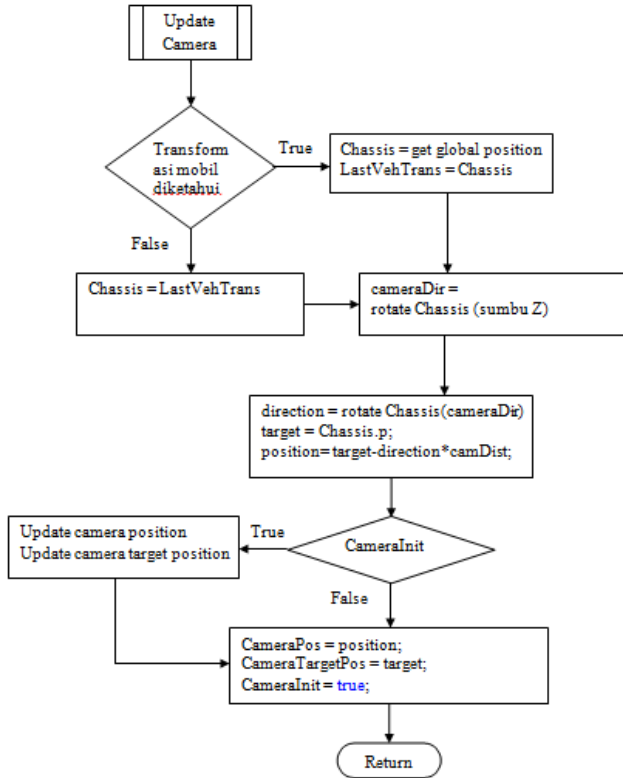 Update
Camera
Transform
asi mobil
diketahui
True
Chassis = get global position
LastVehTrans = Chassis
False
Chassis = LastVehTrans
cameraDir =
rotate Chassis (sumbu Z)
direction = rotate Chassis(cameraDir)
target = Chassis.p;
position= target-direction*camDist;
Update camera position
Update camera target position
True
CameraInit
False
CameraPos = position;
CameraTargetPos = target;
CameraInit = true;
Return